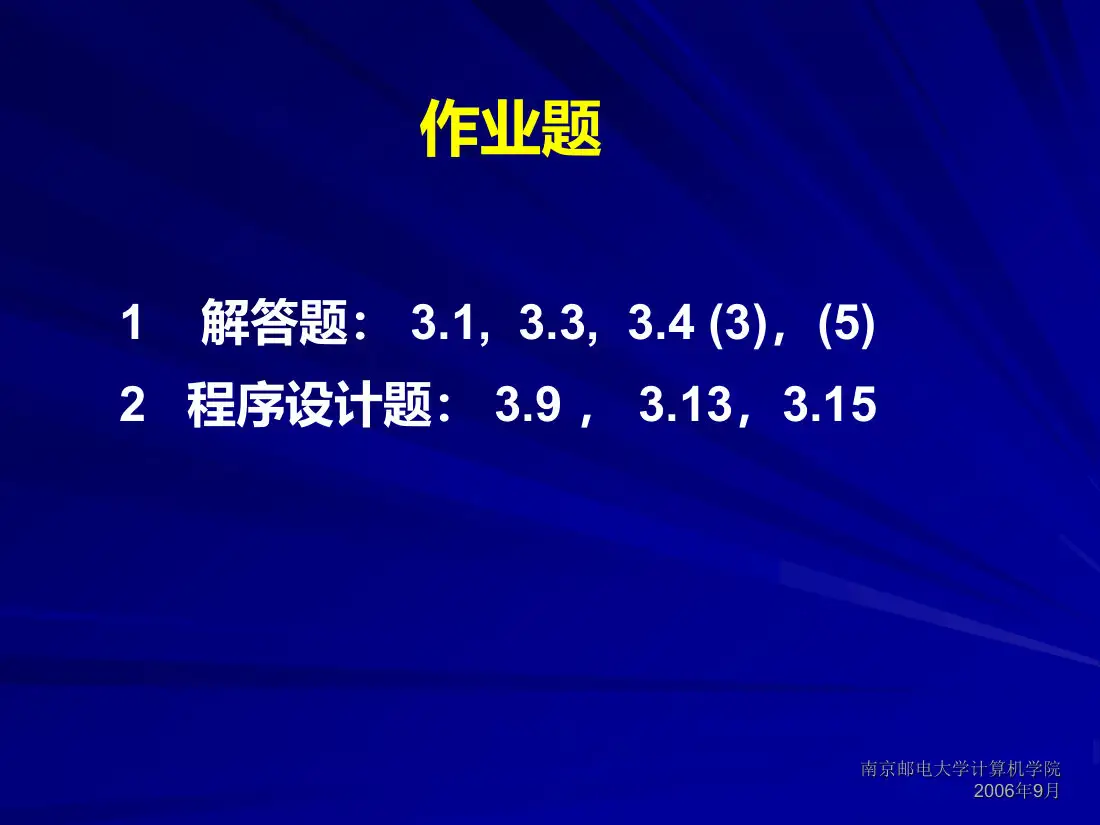 作业题
1 解答题： 3.1, 3.3, 3.4 (3)，(5)
2 程序设计题： 3.9 ， 3.13，3.15
南京邮电大学计算机学院
2006年9月